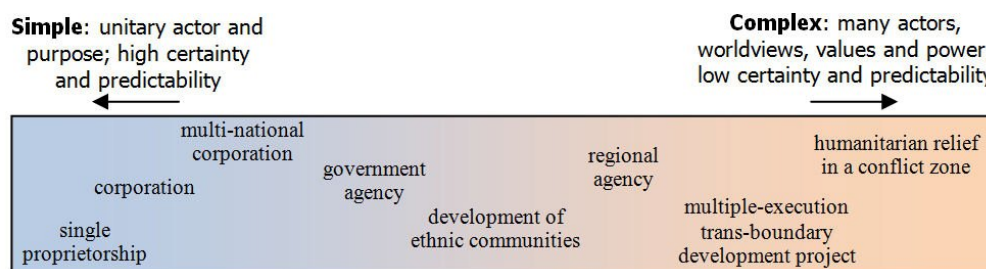 Simple: unitary actor and
purpose; high certainty
and predictability
Complex: many actors,
worldviews, values and power
low certainty and predictability
multi-national
corporation
corporation
single
proprietorship
government
agency
development of
ethnic communities
regional
agency
multiple-execution
trans-boundary
development project
humanitarian relief
in a conflict zone